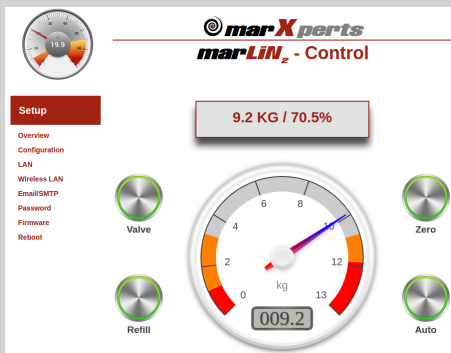 19.9
marXperts
marLiN₂ - Control
Setup
9.2 KG / 70.5%
Overview
Configuration
LAN
Wireless LAN
Email/SMTP
Password
Firmware
Reboot
Valve
Zero
Refill
Auto
0
2
4
6
8
10
12
13
kg
009.2